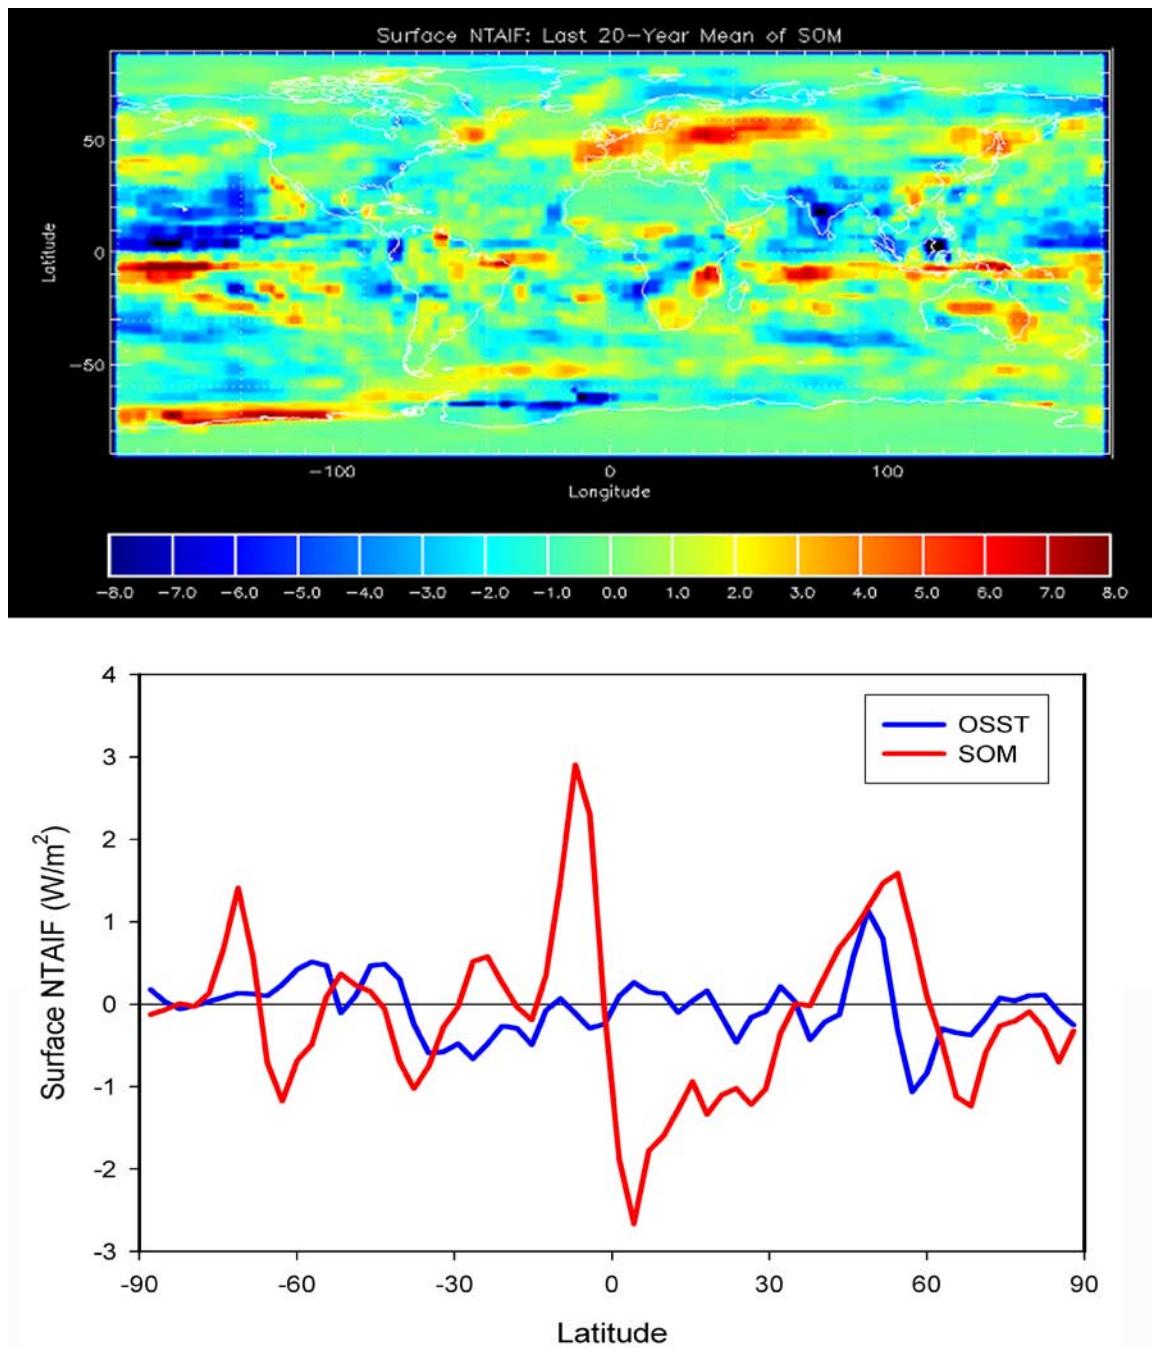 Surface NTAIF: Last 20-Year Mean of SOM
50
0
-50
Latitude
-100 0 100
Longitude
-8.0 -7.0 -6.0 -5.0 -4.0 -3.0 -2.0 -1.0 0.0 1.0 2.0 3.0 4.0 5.0 6.0 7.0 8.0
4
3
2
1
0
-1
-2
-3
Surface NTAIF (W/m²)
OSST
SOM
-90 -60 -30 0 30 60 90
Latitude